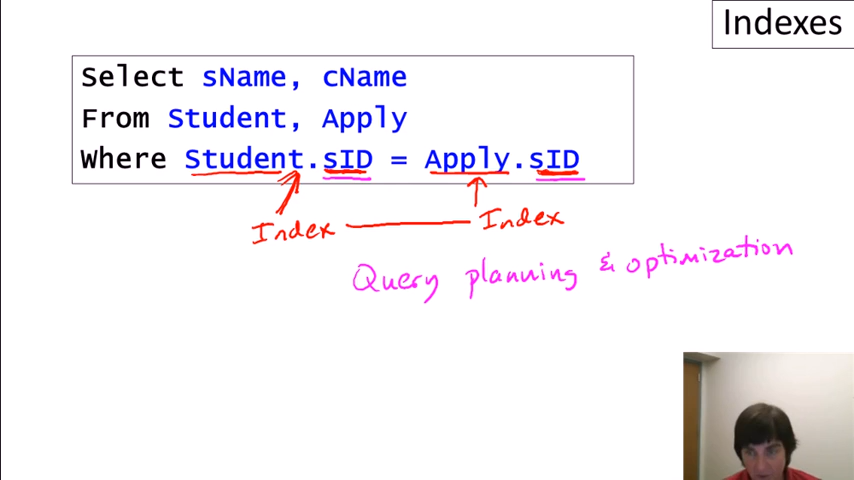 Indexes
Select sName, cName
From Student, Apply
Where Student.sID = Apply.sID
Index Index
Query planning & optimization